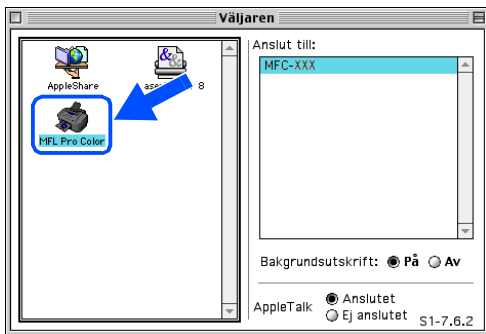 Väljaren
AppleShare
8
MFL Pro Color
Anslut till:
MFC-XXX
Bakgrundsutskrift: På Av
AppleTalk
Anslutet
Ej anslutet
S1-7.6.2